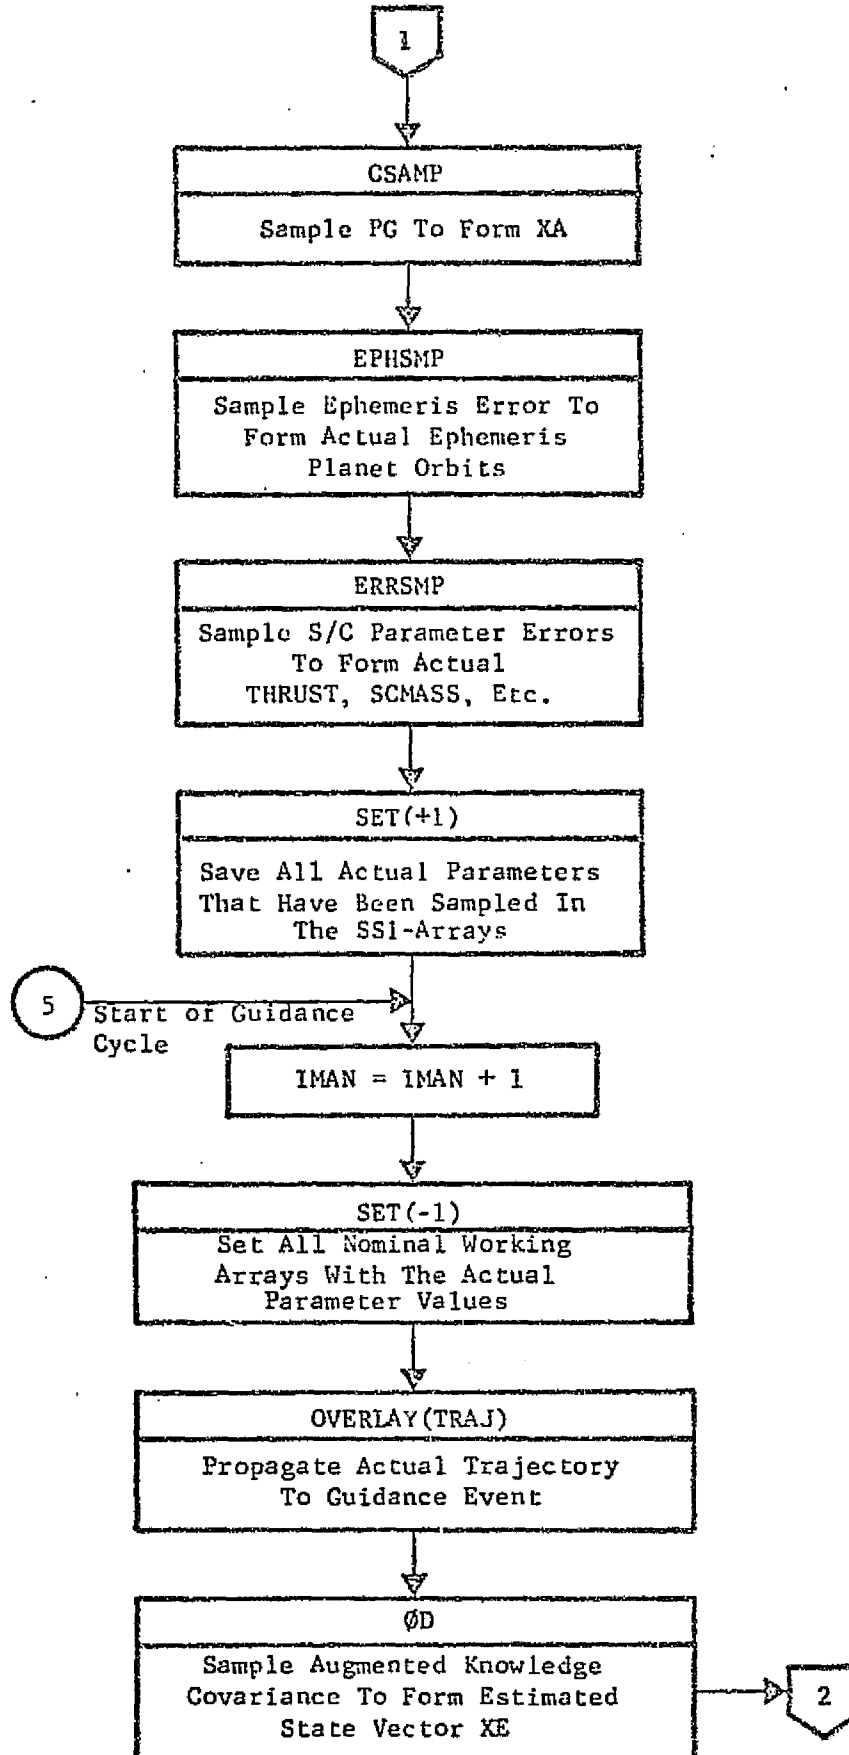 1
CSAMP
Sample PG To Form XA
EPHSMP
Sample Ephemeris Error To
Form Actual Ephemeris
Planet Orbits
ERRSMP
Sample S/C Parameter Errors
To Form Actual
THRUST, SCMASS, Etc.
SET(+1)
Save All Actual Parameters
That Have Been Sampled In
The SS1-Arrays
5
Start or Guidance
Cycle
IMAN = IMAN + 1
SET(-1)
Set All Nominal Working
Arrays With The Actual
Parameter Values
OVERLAY(TRAJ)
Propagate Actual Trajectory
To Guidance Event
ØD
Sample Augmented Knowledge
Covariance To Form Estimated
State Vector XE
2